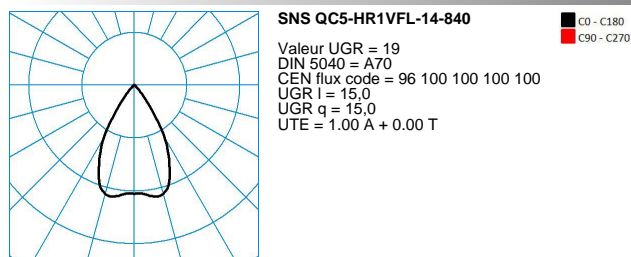 SNS QC5-HR1VFL-14-840
Valeur UGR = 19
DIN 5040 = A70
CEN flux code = 96 100 100 100 100
UGR l = 15,0
UGR q = 15,0
UTE = 1.00 A + 0.00 T
C0 - C180
C90 - C270